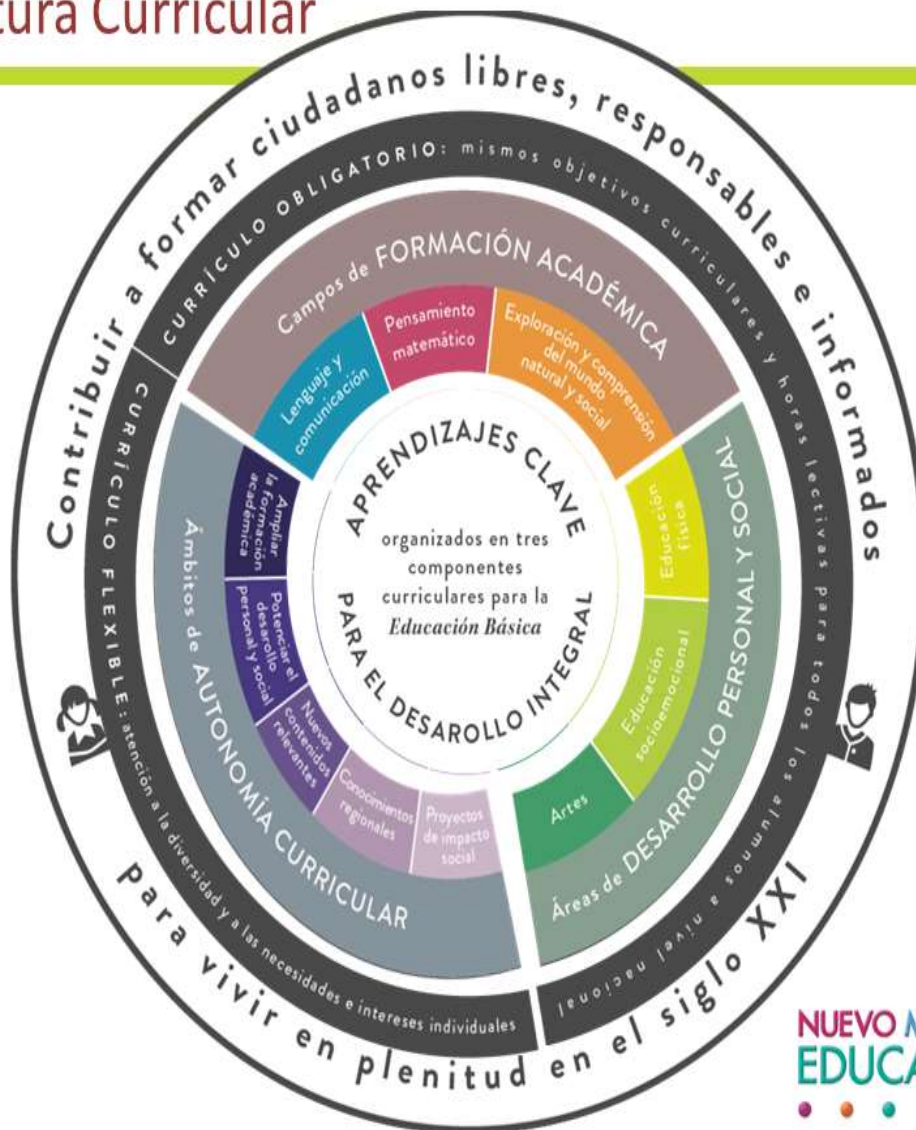 tura Curricular
Contribuir a formar ciudadanos libres, responsables e informados
para vivir en plenitud en el siglo XXI
CURRÍCULO OBLIGATORIO: mismos objetivos curriculares y horas lectivas para todos los alumnos a nivel nacional
CURRÍCULO FLEXIBLE: atención a la diversidad y a las necesidades e intereses individuales
Campos de FORMACIÓN ACADÉMICA
Lenguaje y
comunicación
Pensamiento
matemático
Exploración y comprensión
del mundo
natural y social
Áreas de DESARROLLO PERSONAL Y SOCIAL
Educación
física
Educación
socioemocional
Artes
Ámbitos de AUTONOMÍA CURRICULAR
Ampliar
la formación
académica
Potenciar el
desarollo
personal y social
Nuevos
contenidos
relevantes
Conocimientos
regionales
Proyectos
de impacto
social
APRENDIZAJES CLAVE
organizados en tres
componentes
curriculares para la
Educación Básica
PARA EL DESAROLLO INTEGRAL
NUEVO M
EDUCA